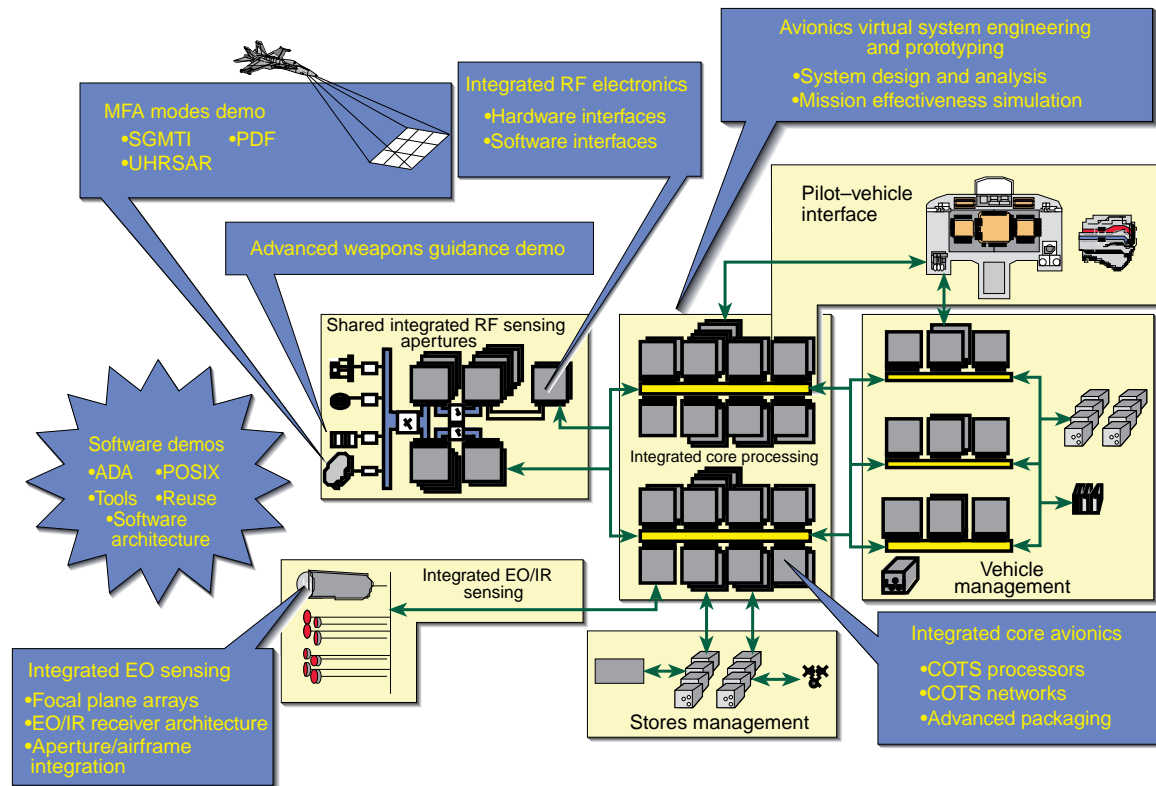 Avionics virtual system engineering
and prototyping
•System design and analysis
•Mission effectiveness simulation
Integrated RF electronics
•Hardware interfaces
•Software interfaces
MFA modes demo
•SGMTI •PDF
•UHRSAR
Pilot–vehicle
interface
Advanced weapons guidance demo
Shared integrated RF sensing
apertures
Software demos
•ADA •POSIX
•Tools •Reuse
•Software
architecture
Integrated core processing
Vehicle
management
Integrated EO/IR
sensing
Integrated EO sensing
•Focal plane arrays
•EO/IR receiver architecture
•Aperture/airframe
integration
Stores management
Integrated core avionics
•COTS processors
•COTS networks
•Advanced packaging